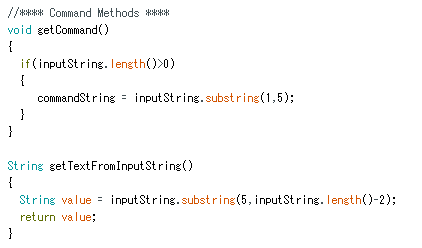 //**** Command Methods ****
void getCommand()
{
  if(inputString.length()>0)
  {
     commandString = inputString.substring(1,5);
  }
}

String getTextFromInputString()
{
  String value = inputString.substring(5,inputString.length()-2);
  return value;
}